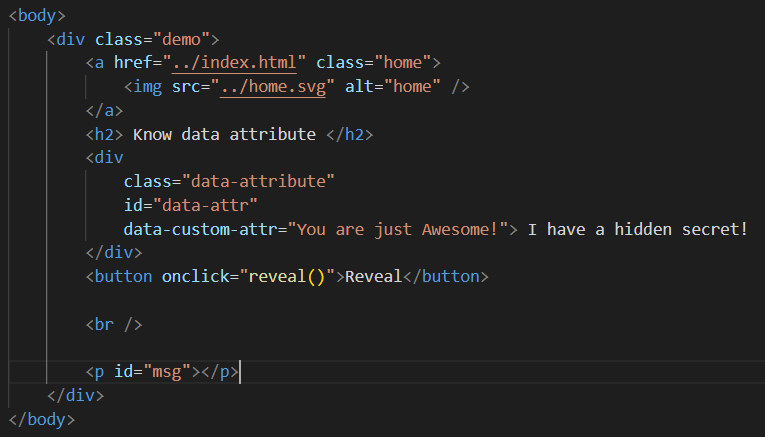 <body>
<div class="demo">
<a href="../index.html" class="home">
<img src="../home.svg" alt="home" />
</a>
<h2> Know data attribute </h2>
<div
class="data-attribute"
id="data-attr"
data-custom-attr="You are just Awesome!"> I have a hidden secret!
</div>
<button onclick="reveal()">Reveal</button>
<br />
<p id="msg"></p>
</div>
</body>